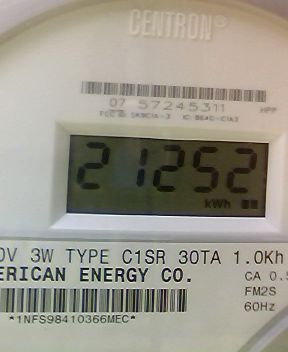 CENTRON®
07 57245311
HPP
21252
kWh
0V 3W TYPE C1SR 30TA 1.0Kh
ERICAN ENERGY CO.
CA 0.5
FM2S
60Hz
*1NFS98410366MEC*